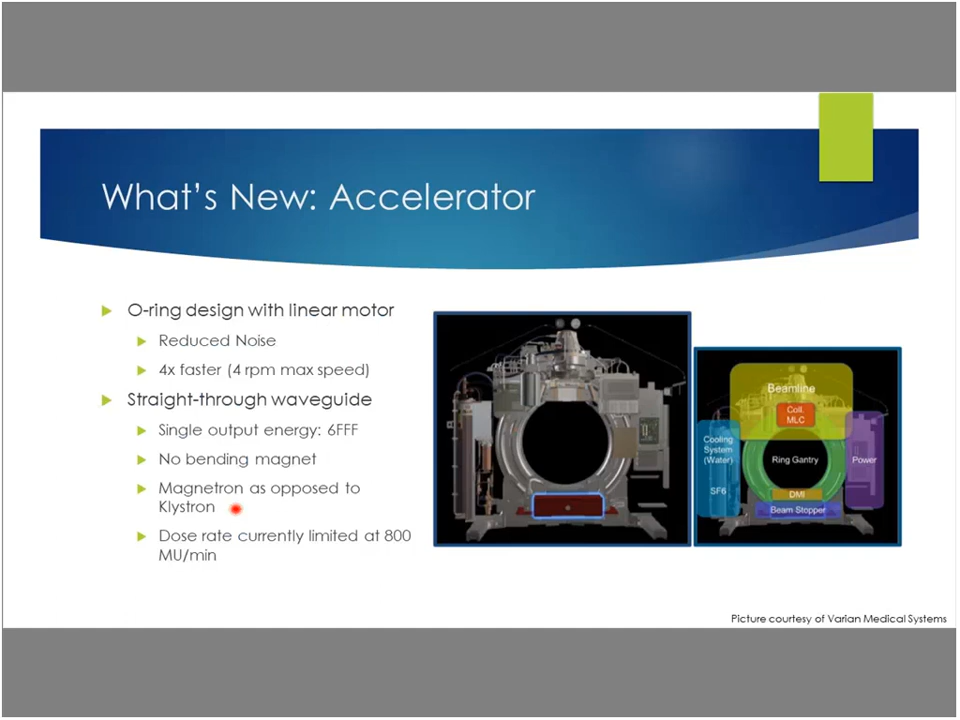 What's New: Accelerator
O-ring design with linear motor
Reduced Noise
4x faster (4 rpm max speed)
Straight-through waveguide
Single output energy: 6FFF
No bending magnet
Magnetron as opposed to
Klystron
Dose rate currently limited at 800
MU/min
Beamline
Coll.
MLC
Cooling
System
(Water)
SF6
Ring Gantry
Power
DMI
Beam Stopper
Picture courtesy of Varian Medical Systems